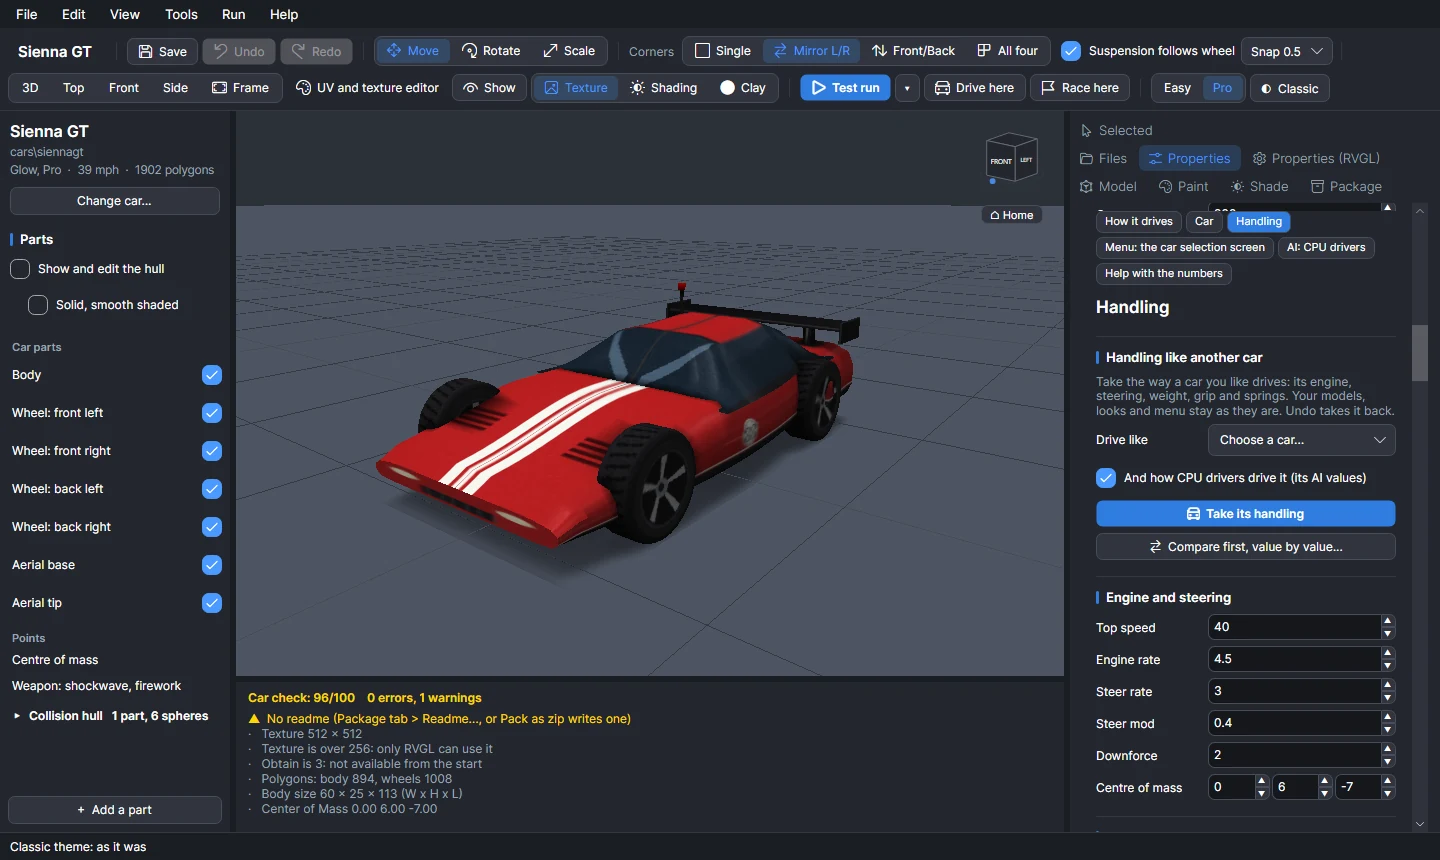 File Edit View Tools Run Help
Sienna GT Save Undo Redo Move Rotate Scale Corners Single Mirror L/R Front/Back All four Suspension follows wheel Snap 0.5
3D Top Front Side Frame UV and texture editor Show Texture Shading Clay Test run Drive here Race here Easy Pro Classic
Sienna GT
cars\siennagt
Glow, Pro · 39 mph · 1902 polygons
Change car...
Parts
Show and edit the hull
Solid, smooth shaded
Car parts
Body
Wheel: front left
Wheel: front right
Wheel: back left
Wheel: back right
Aerial base
Aerial tip
Points
Centre of mass
Weapon: shockwave, firework
Collision hull 1 part, 6 spheres
+ Add a part
FRONT LEFT
Home
Car check: 96/100 0 errors, 1 warnings
No readme (Package tab > Readme..., or Pack as zip writes one)
· Texture 512 × 512
· Texture is over 256: only RVGL can use it
· Obtain is 3: not available from the start
· Polygons: body 894, wheels 1008
· Body size 60 × 25 × 113 (W x H x L)
· Center of Mass 0.00 6.00 -7.00
Selected
Files Properties Properties (RVGL)
Model Paint Shade Package
How it drives Car Handling
Menu: the car selection screen AI: CPU drivers
Help with the numbers
Handling
Handling like another car
Take the way a car you like drives: its engine,
steering, weight, grip and springs. Your models,
looks and menu stay as they are. Undo takes it back.
Drive like Choose a car...
And how CPU drivers drive it (its AI values)
Take its handling
Compare first, value by value...
Engine and steering
Top speed 40
Engine rate 4.5
Steer rate 3
Steer mod 0.4
Downforce 2
Centre of mass 0 6 -7
Classic theme: as it was